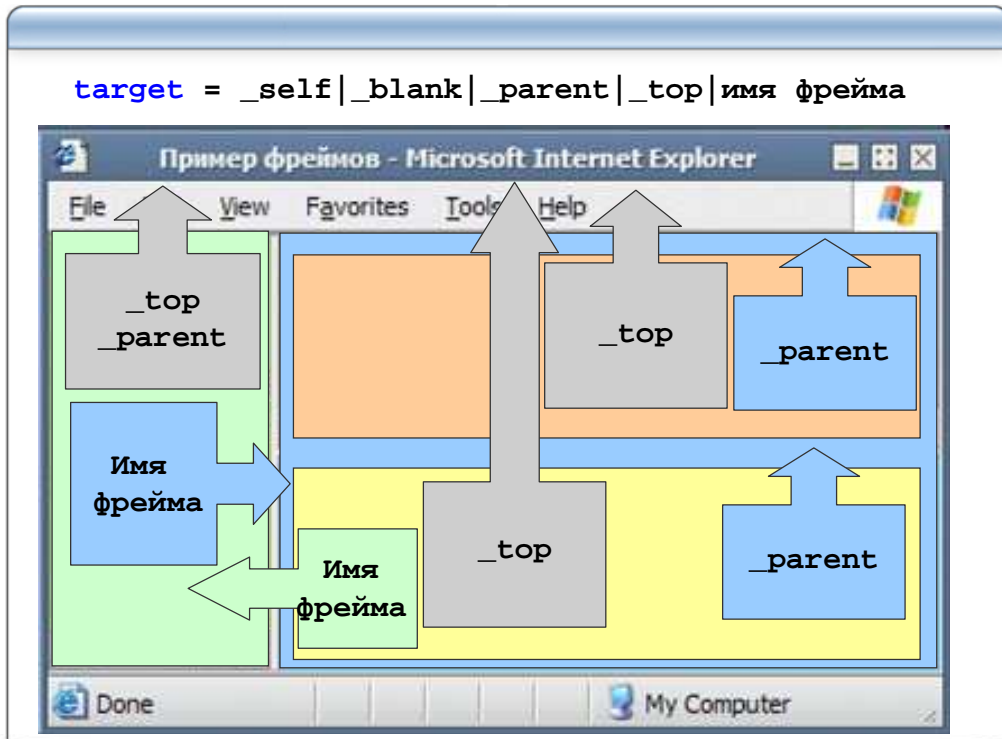 target = _self|_blank|_parent|_top|имя фрейма
Пример фреймов - Microsoft Internet Explorer
File View Favorites Tools Help
_top
_parent
_top
_parent
Имя
фрейма
Имя
фрейма
_top
_parent
Done
My Computer